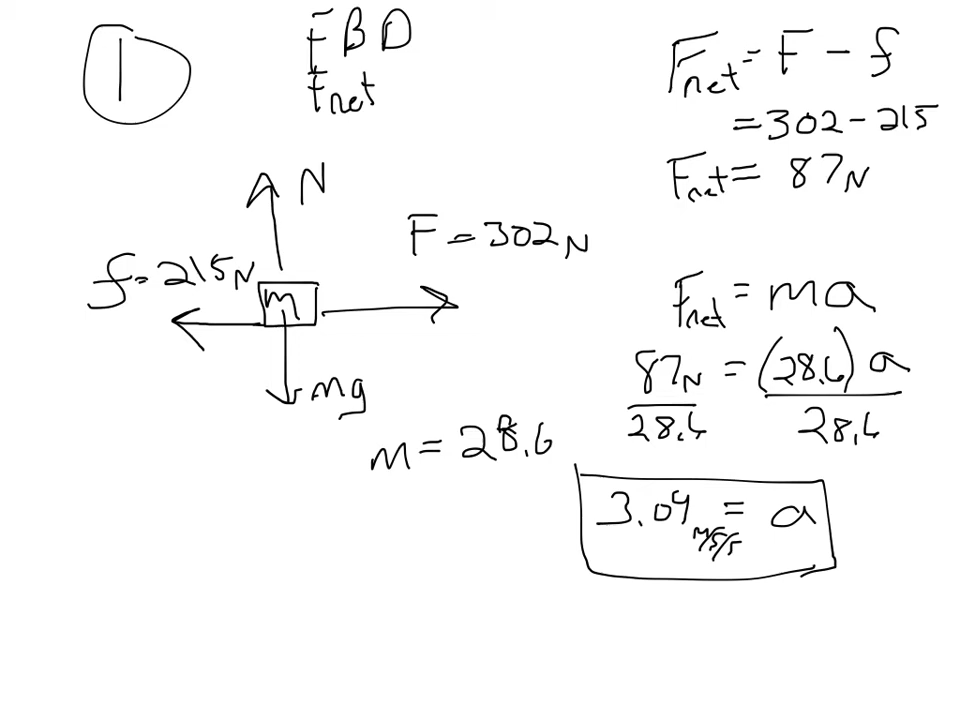 1
FBD
Fnet
N
F = 302N
f = 215N
m
mg
m = 28.6
Fnet = F - f
= 302 - 215
Fnet = 87N
Fnet = ma
87N = (28.6) a
28.6 28.6
3.04 m/s/s = a